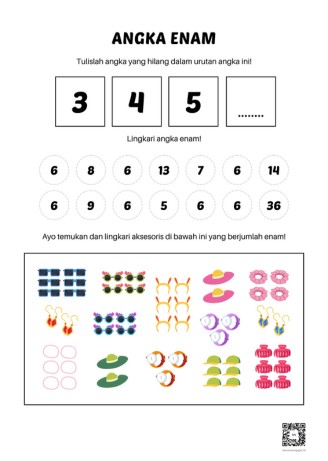 ANGKA ENAM
Tulislah angka yang hilang dalam urutan angka ini!
3 4 5 ........
Lingkari angka enam!
6 8 6 13 7 6 14
6 9 6 5 6 6 36
Ayo temukan dan lingkari aksesoris di bawah ini yang berjumlah enam!